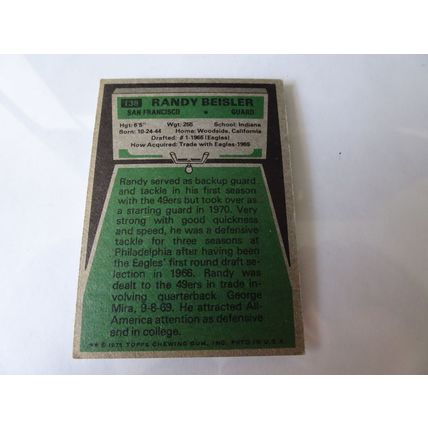 138 RANDY BEISLER
SAN FRANCISCO ★ GUARD
Hgt: 6'5" Wgt: 255 School: Indiana
Born: 10-24-44 Home: Woodside, California
Drafted: #1-1966 (Eagles)
How Acquired: Trade with Eagles-1969
Randy served as backup guard
and tackle in his first season
with the 49ers but took over as
a starting guard in 1970. Very
strong with good quickness
and speed, he was a defensive
tackle for three seasons at
Philadelphia after having been
the Eagles' first round draft se-
lection in 1966. Randy was
dealt to the 49ers in trade in-
volving quarterback George
Mira, 9-8-69. He attracted All-
America attention as defensive
end in college.
© 1975 TOPPS CHEWING GUM, INC. PRTD IN U.S.A.